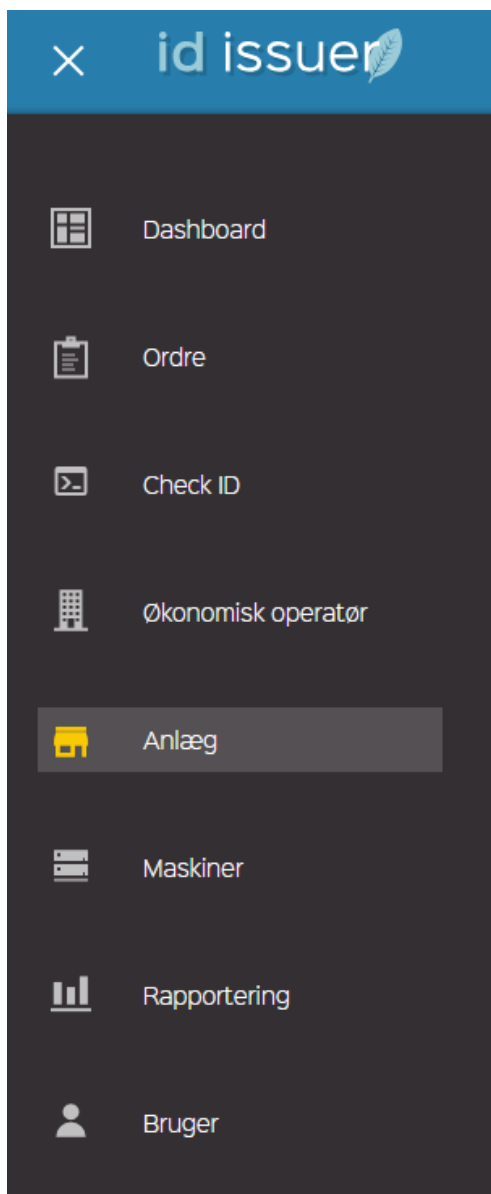 id issuer
Dashboard
Ordre
Check ID
Økonomisk operatør
Anlæg
Maskiner
Rapportering
Bruger